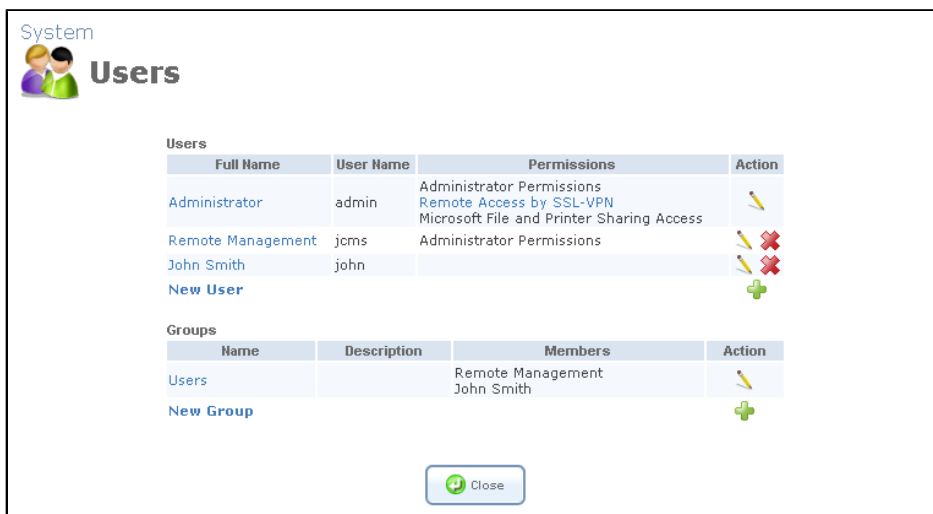 System
Users
Users
Full Name User Name Permissions Action
Administrator admin Administrator Permissions
Remote Access by SSL-VPN
Microsoft File and Printer Sharing Access
Remote Management jcms Administrator Permissions
John Smith john
New User
Groups
Name Description Members Action
Users Remote Management
John Smith
New Group
Close